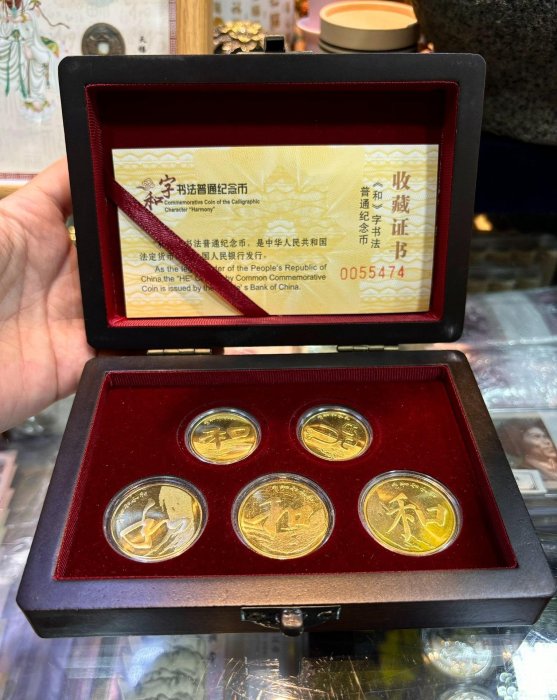 和字书法普通纪念币
Commemorative Coin of the Calligraphic
Character "Harmony"
书法普通纪念币，是中华人民共和国
法定货币
国人民银行发行。
As the le er of the People's Republic of
China,the "HE" y Common Commemorative
Coin is issued by the 's Bank of China.
收藏证书
《和》字书法
普通纪念币
0055474
和
和